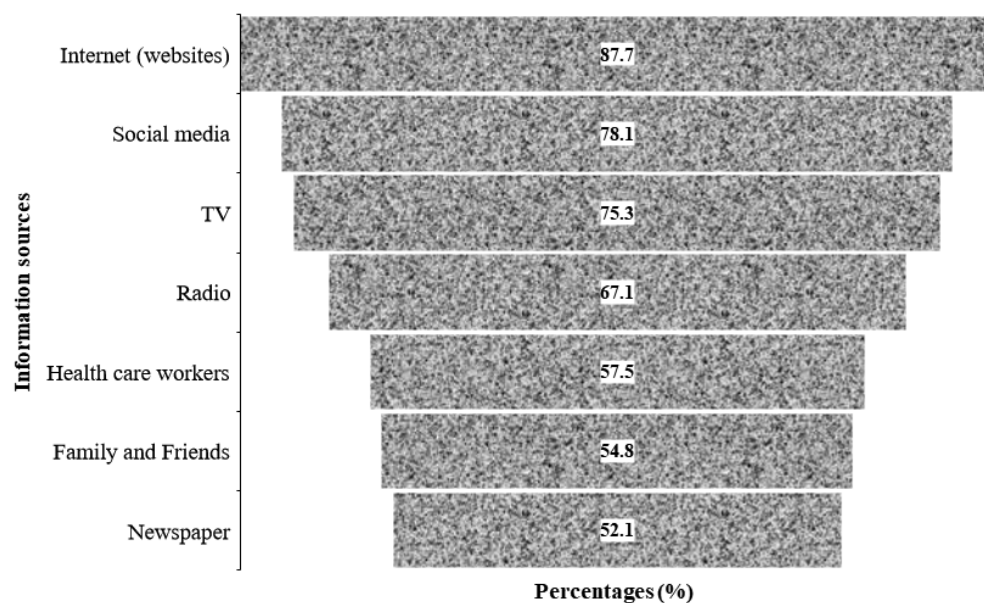 Information sources
Internet (websites)
87.7
Social media
78.1
TV
75.3
Radio
67.1
Health care workers
57.5
Family and Friends
54.8
Newspaper
52.1
Percentages (%)